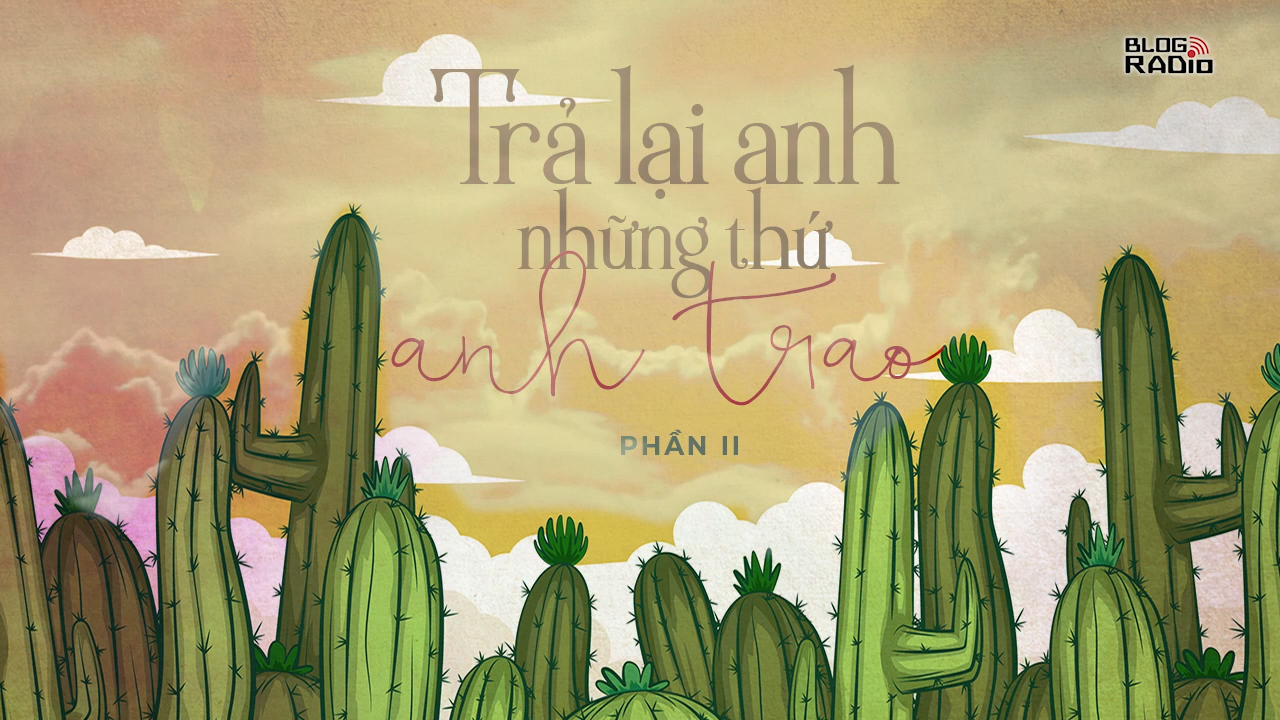 BLOG
RADIO
Trả lại anh
những thứ
anh trao
PHẦN II